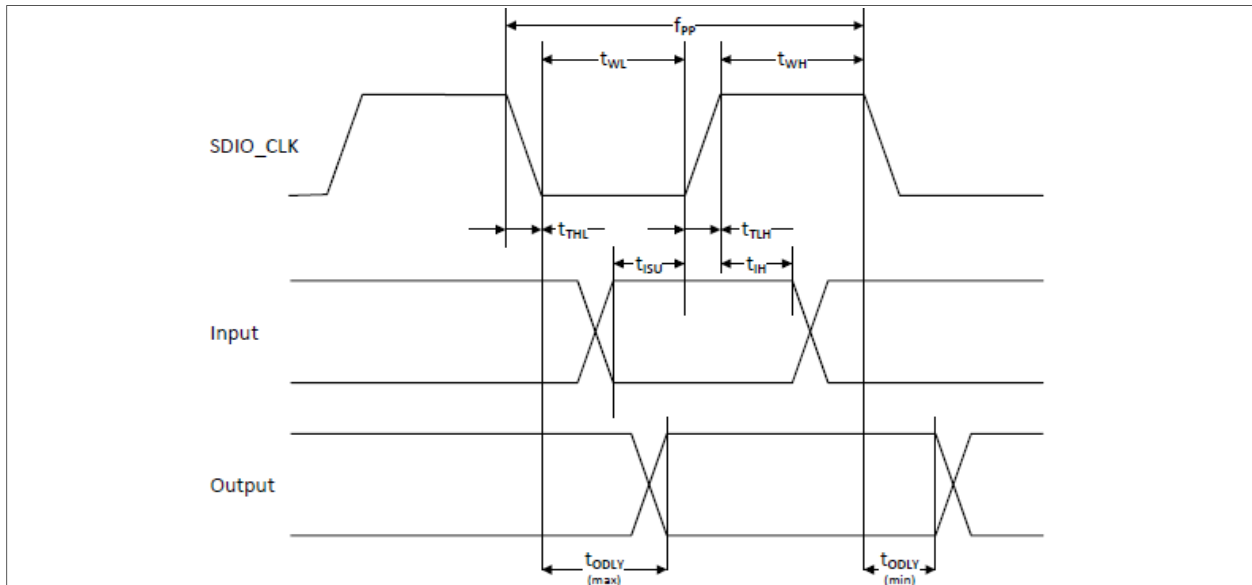 fPP
tWL
tWH
SDIO_CLK
tTHL
tTLH
tISU
tIH
Input
Output
tODLY
(max)
tODLY
(min)